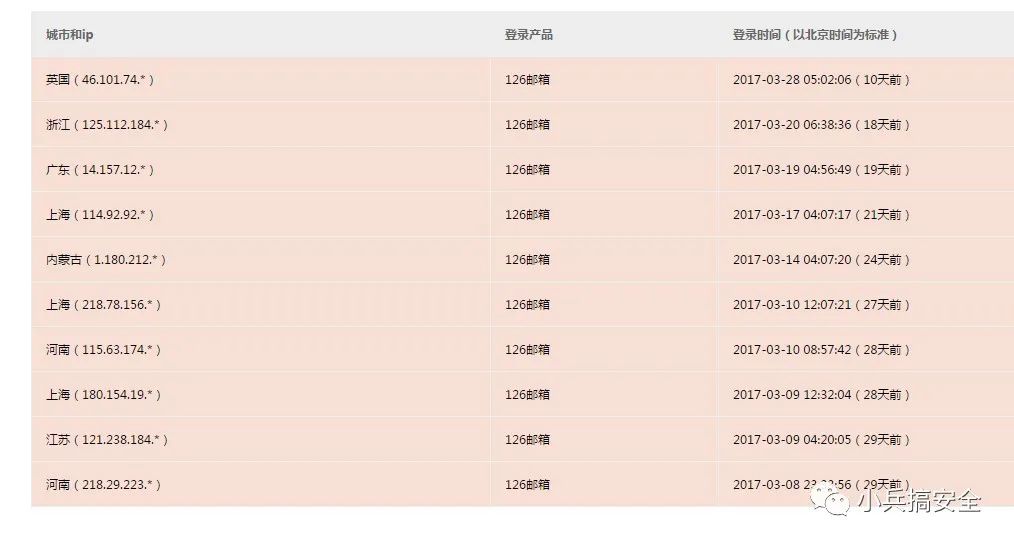 城市和ip 登录产品 登录时间（以北京时间为标准）
英国（46.101.74.*） 126邮箱 2017-03-28 05:02:06（10天前）
浙江（125.112.184.*） 126邮箱 2017-03-20 06:38:36（18天前）
广东（14.157.12.*） 126邮箱 2017-03-19 04:56:49（19天前）
上海（114.92.92.*） 126邮箱 2017-03-17 04:07:17（21天前）
内蒙古（1.180.212.*） 126邮箱 2017-03-14 04:07:20（24天前）
上海（218.78.156.*） 126邮箱 2017-03-10 12:07:21（27天前）
河南（115.63.174.*） 126邮箱 2017-03-10 08:57:42（28天前）
上海（180.154.19.*） 126邮箱 2017-03-09 12:32:04（28天前）
江苏（121.238.184.*） 126邮箱 2017-03-09 04:20:05（29天前）
河南（218.29.223.*） 126邮箱 2017-03-08（29天前）
小兵搞安全